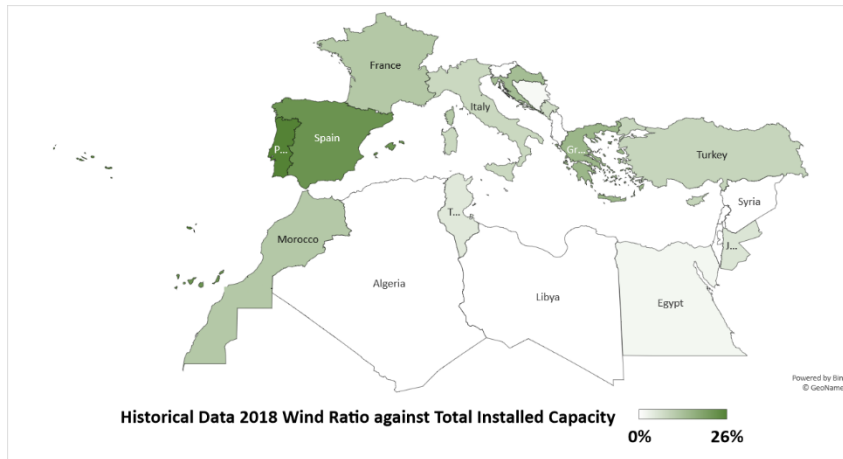 France
Italy
P...
Spain
Gr...
Turkey
Syria
T...
J...
Morocco
Algeria
Libya
Egypt
Powered by Bin
© GeoName
Historical Data 2018 Wind Ratio against Total Installed Capacity
0% 26%